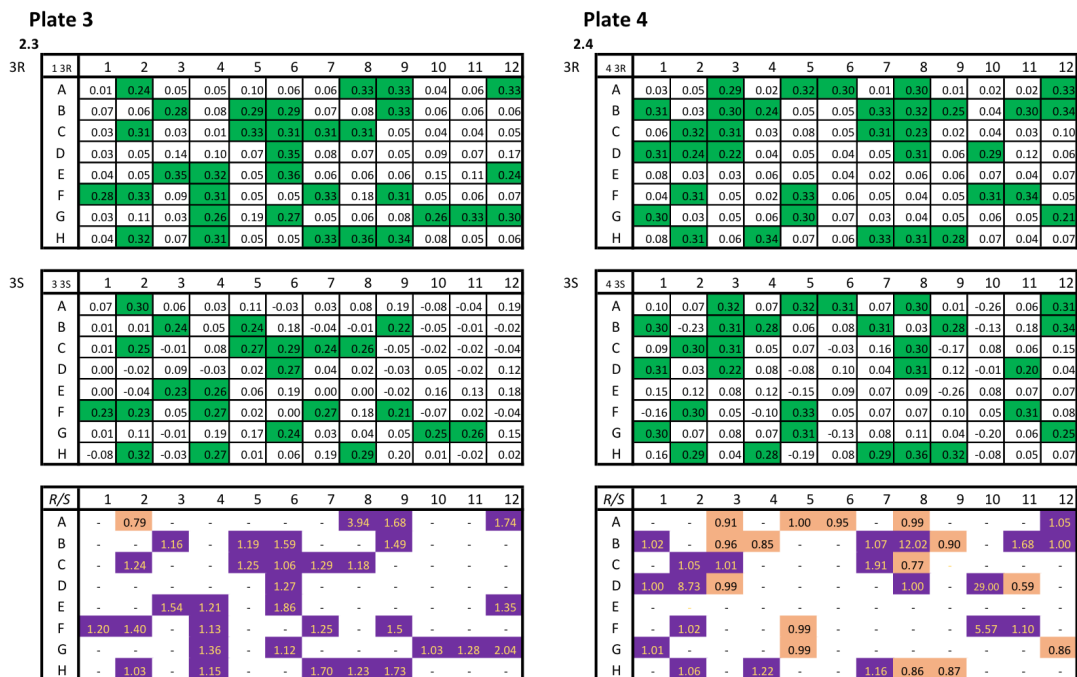 Plate 3 Plate 4
2.3 2.4
3R 1 3R 1 2 3 4 5 6 7 8 9 10 11 12
A 0.01 0.24 0.05 0.05 0.10 0.06 0.06 0.33 0.33 0.04 0.06 0.33
B 0.07 0.06 0.28 0.08 0.29 0.29 0.07 0.08 0.33 0.06 0.06 0.06
C 0.03 0.31 0.03 0.01 0.33 0.31 0.31 0.31 0.05 0.04 0.04 0.05
D 0.03 0.05 0.14 0.10 0.07 0.35 0.08 0.07 0.05 0.09 0.07 0.17
E 0.04 0.05 0.35 0.32 0.05 0.36 0.06 0.06 0.06 0.15 0.11 0.24
F 0.28 0.33 0.09 0.31 0.05 0.05 0.33 0.18 0.31 0.05 0.06 0.06
G 0.03 0.11 0.03 0.26 0.19 0.27 0.05 0.06 0.08 0.26 0.33 0.30
H 0.04 0.32 0.07 0.31 0.05 0.05 0.33 0.36 0.34 0.08 0.05 0.06
3R 4 3R 1 2 3 4 5 6 7 8 9 10 11 12
A 0.03 0.05 0.29 0.02 0.32 0.30 0.01 0.30 0.01 0.02 0.02 0.33
B 0.31 0.03 0.30 0.24 0.05 0.05 0.33 0.32 0.25 0.04 0.30 0.34
C 0.06 0.32 0.31 0.03 0.08 0.05 0.31 0.23 0.02 0.04 0.03 0.10
D 0.31 0.24 0.22 0.04 0.05 0.04 0.05 0.31 0.06 0.29 0.12 0.06
E 0.08 0.03 0.03 0.06 0.05 0.04 0.05 0.06 0.06 0.07 0.04 0.07
F 0.04 0.31 0.05 0.02 0.33 0.06 0.05 0.04 0.05 0.31 0.34 0.05
G 0.30 0.03 0.05 0.06 0.30 0.07 0.03 0.04 0.05 0.06 0.05 0.21
H 0.08 0.31 0.06 0.34 0.07 0.06 0.33 0.31 0.28 0.07 0.04 0.07
3S 3 3S 1 2 3 4 5 6 7 8 9 10 11 12
A 0.07 0.30 0.06 0.03 0.11 -0.03 0.03 0.08 0.19 -0.08 -0.04 0.19
B 0.01 0.01 0.24 0.05 0.24 0.18 -0.04 -0.01 0.22 -0.05 -0.01 -0.02
C 0.01 0.25 -0.01 0.08 0.27 0.29 0.24 0.26 -0.05 -0.02 -0.02 -0.04
D 0.00 -0.02 0.09 -0.03 0.02 0.27 0.04 0.02 -0.03 0.05 -0.02 0.12
E 0.00 -0.04 0.23 0.26 0.06 0.19 0.00 0.00 -0.02 0.16 0.13 0.18
F 0.23 0.23 0.05 0.27 0.02 0.00 0.27 0.18 0.21 -0.07 0.02 -0.04
G 0.01 0.11 -0.01 0.19 0.17 0.24 0.03 0.04 0.05 0.25 0.26 0.15
H -0.08 0.32 -0.03 0.27 0.01 0.06 0.19 0.29 0.20 0.01 -0.02 0.02
3S 4 3S 1 2 3 4 5 6 7 8 9 10 11 12
A 0.10 0.07 0.32 0.07 0.32 0.31 0.07 0.30 0.01 -0.26 0.06 0.31
B 0.30 -0.23 0.31 0.28 0.06 0.08 0.31 0.03 0.28 -0.13 0.18 0.34
C 0.09 0.30 0.31 0.05 0.07 -0.03 0.16 0.30 -0.17 0.08 0.06 0.15
D 0.31 0.03 0.22 0.08 -0.08 0.10 0.04 0.31 0.12 -0.01 0.20 0.04
E 0.15 0.12 0.08 0.12 -0.15 0.09 0.07 0.09 -0.26 0.08 0.07 0.07
F -0.16 0.30 0.05 -0.10 0.33 0.05 0.07 0.07 0.10 0.05 0.31 0.08
G 0.30 0.07 0.08 0.07 0.31 -0.13 0.08 0.11 0.04 -0.20 0.06 0.25
H 0.16 0.29 0.04 0.28 -0.19 0.08 0.29 0.36 0.32 -0.08 0.05 0.07
R/S 1 2 3 4 5 6 7 8 9 10 11 12
A - 0.79 - - - - - 3.94 1.68 - - 1.74
B - - 1.16 - 1.19 1.59 - - 1.49 - - -
C - 1.24 - - 1.25 1.06 1.29 1.18 - - - -
D - - - - - 1.27 - - - - - -
E - - 1.54 1.21 - 1.86 - - - - - 1.35
F 1.20 1.40 - 1.13 - - 1.25 - 1.5 - - -
G - - - 1.36 - 1.12 - - - 1.03 1.28 2.04
H - 1.03 - 1.15 - - 1.70 1.23 1.73 - - -
R/S 1 2 3 4 5 6 7 8 9 10 11 12
A - - 0.91 - 1.00 0.95 - 0.99 - - - 1.05
B 1.02 - 0.96 0.85 - - 1.07 12.02 0.90 - 1.68 1.00
C - 1.05 1.01 - - - 1.91 0.77 - - - -
D 1.00 8.73 0.99 - - - - 1.00 - 29.00 0.59 -
E - - - - - - - - - - - -
F - 1.02 - - 0.99 - - - - 5.57 1.10 -
G 1.01 - - - 0.99 - - - - - - 0.86
H - 1.06 - 1.22 - - 1.16 0.86 0.87 - - -